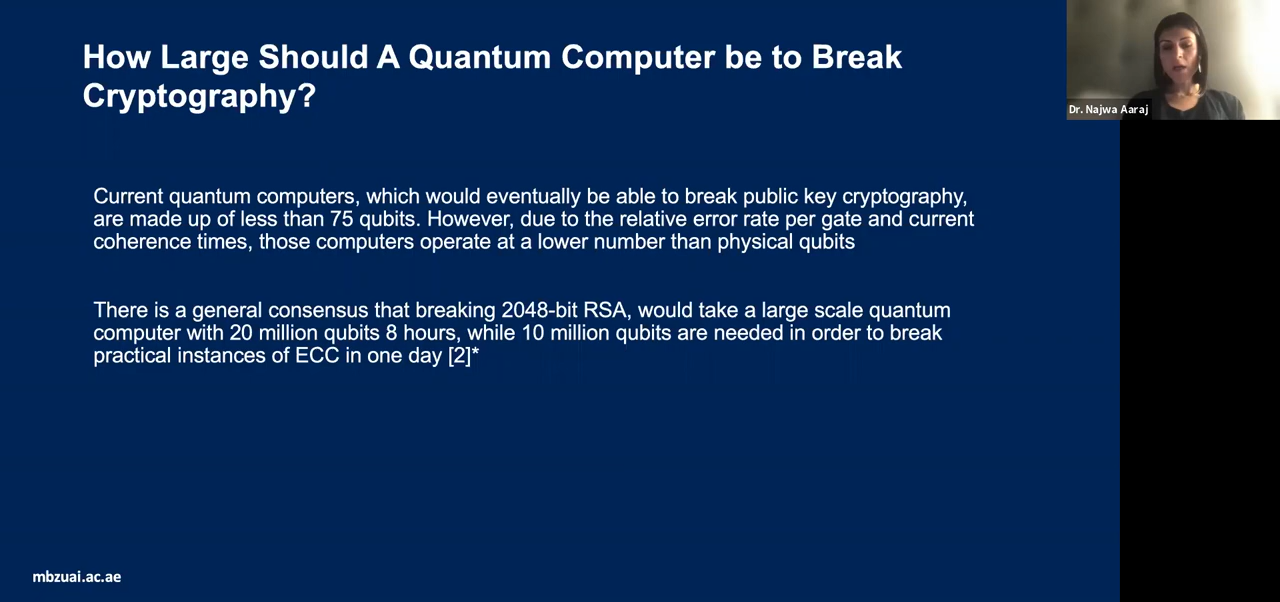 How Large Should A Quantum Computer be to Break
Cryptography?
Dr. Najwa Aaraj
Current quantum computers, which would eventually be able to break public key cryptography,
are made up of less than 75 qubits. However, due to the relative error rate per gate and current
coherence times, those computers operate at a lower number than physical qubits
There is a general consensus that breaking 2048-bit RSA, would take a large scale quantum
computer with 20 million qubits 8 hours, while 10 million qubits are needed in order to break
practical instances of ECC in one day [2]*
mbzuai.ac.ae